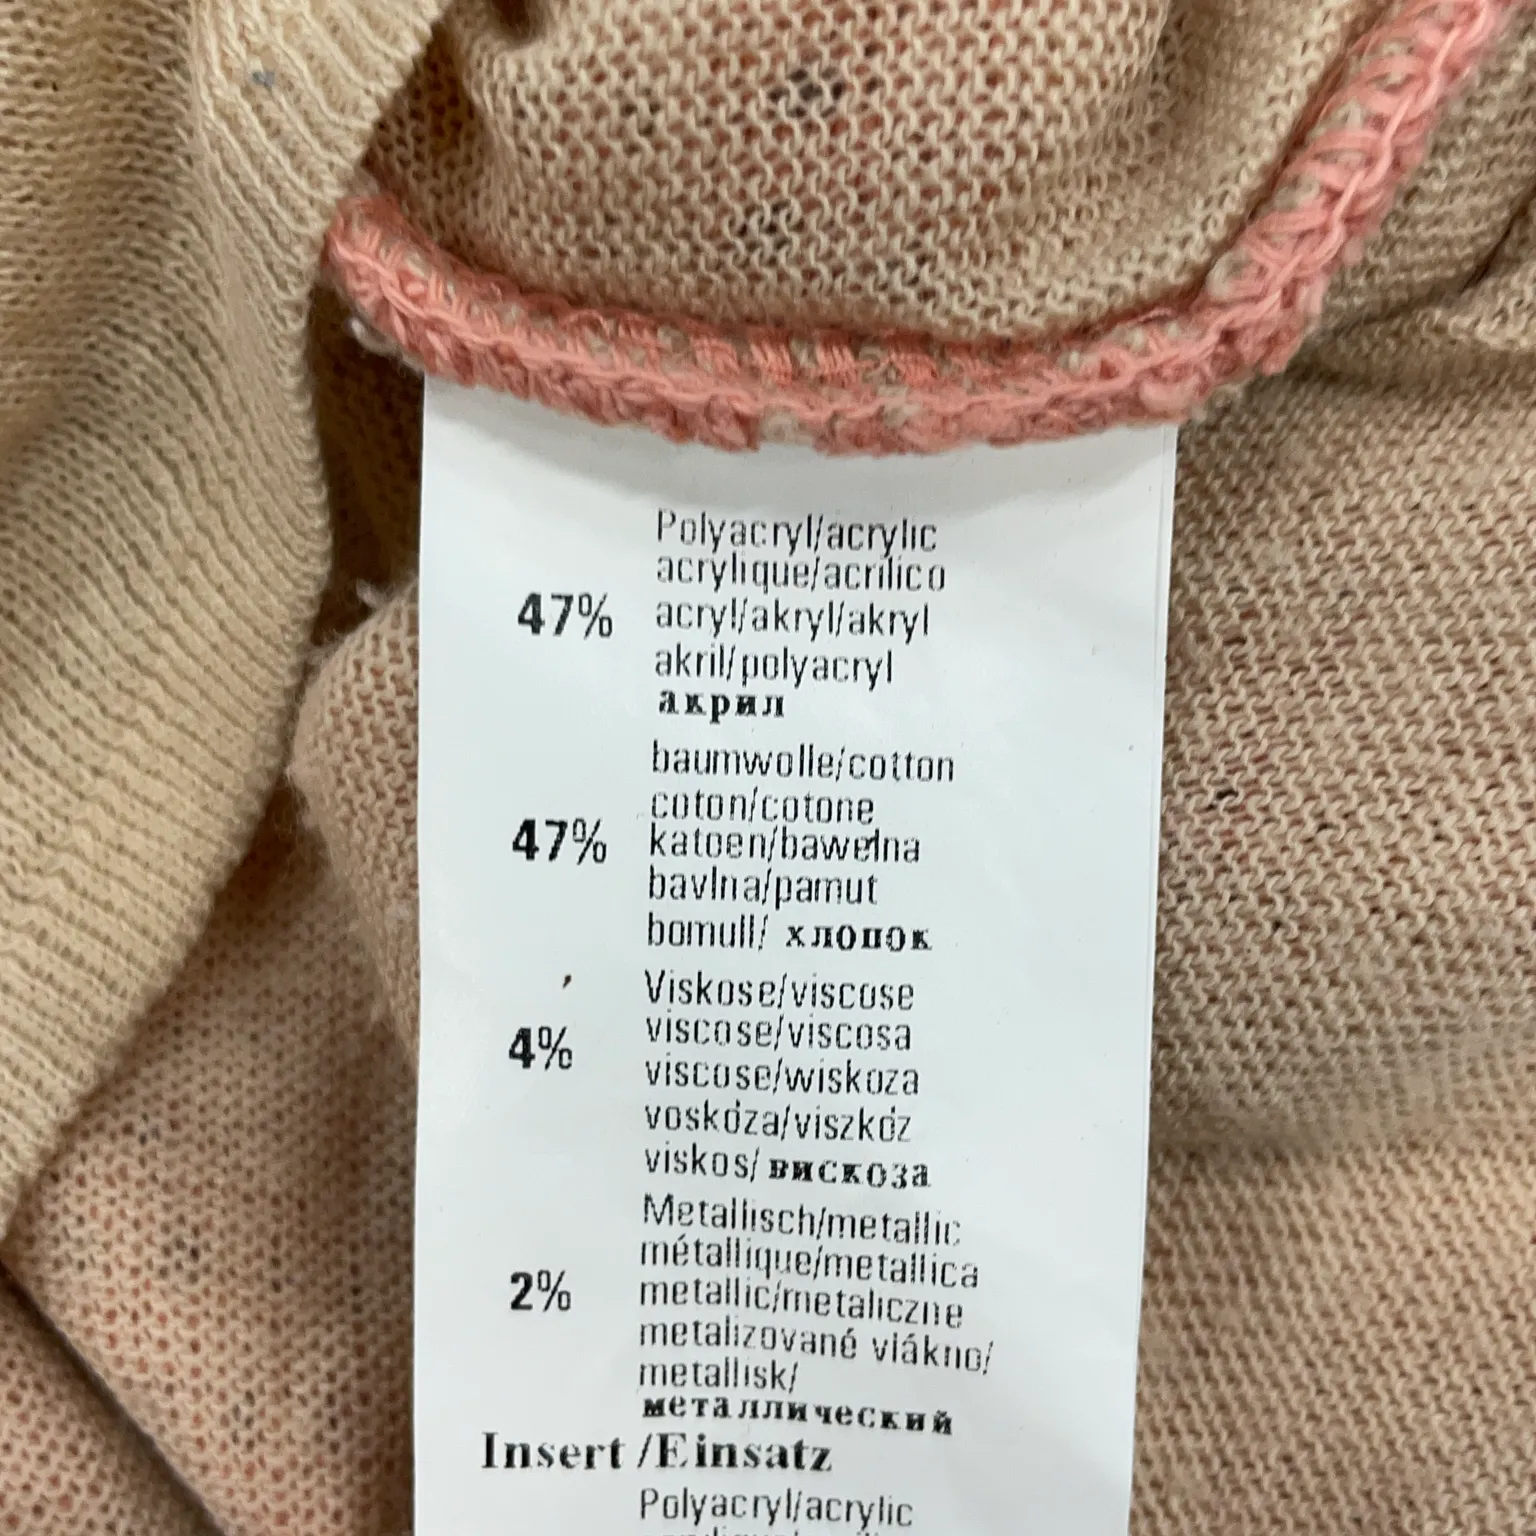 Polyacryl/acrylic
acrylique/acrilico
47% acryl/akryl/akryl
akril/polyacryl
акрил
baumwolle/cotton
coton/cotone
47% katoen/bawełna
bavlna/pamut
bomull/ хлопок
Viskose/viscose
viscose/viscosa
4% viscose/wiskoza
voskóza/viszkóz
viskos/вискоза
Metallisch/metallic
métallique/metallica
2% metallic/metaliczne
metalizované vlákno/
metallisk/
металлический
Insert /Einsatz
Polyacryl/acrylic